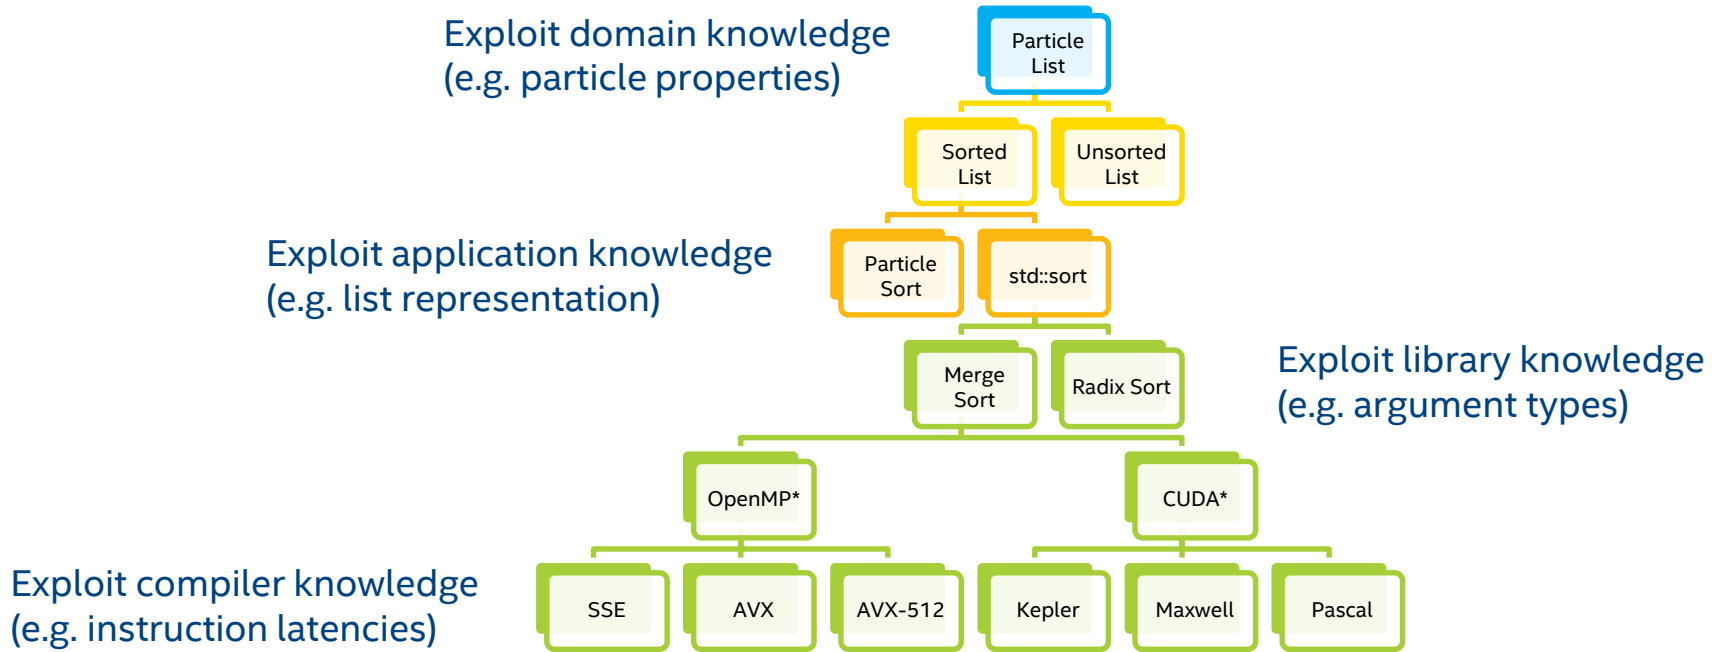 Exploit domain knowledge
(e.g. particle properties)
Particle
List
Sorted
List
Unsorted
List
Exploit application knowledge
(e.g. list representation)
Particle
Sort
std::sort
Merge
Sort
Radix Sort
Exploit library knowledge
(e.g. argument types)
OpenMP*
CUDA*
Exploit compiler knowledge
(e.g. instruction latencies)
SSE
AVX
AVX-512
Kepler
Maxwell
Pascal